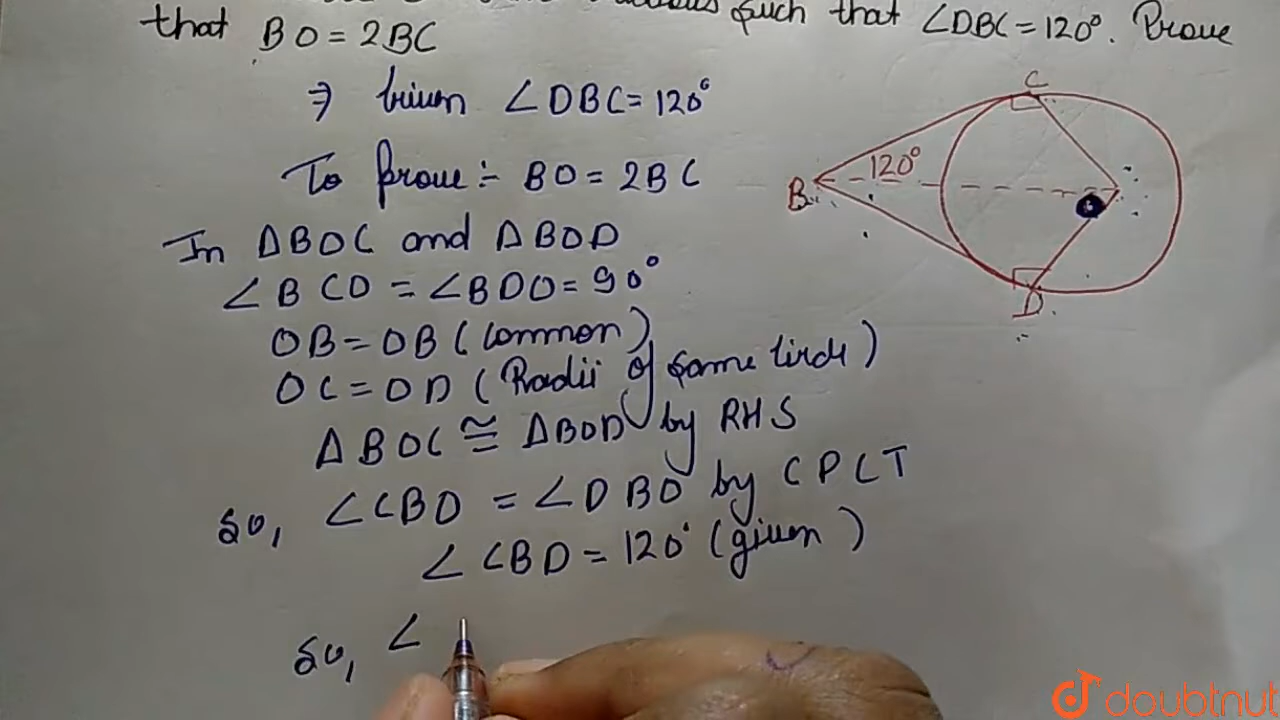 such that ∠DBC = 120°. Prove
that BO = 2BC
⇒ Given ∠DBC = 120°
To Prove :- BO = 2BC
In ΔBOC and ΔBOD
∠BCO = ∠BDO = 90°
OB = OB (Common)
OC = OD (Radii of same Circle)
ΔBOC ≅ ΔBOD by RHS
So, ∠CBO = ∠DBO by CPCT
∠CBD = 120° (given)
So, ∠
C
120°
B
D
doubtnut